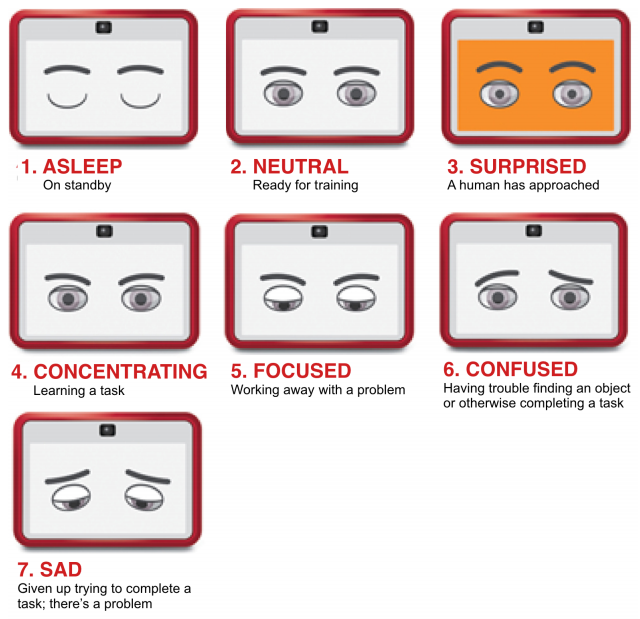 1. ASLEEP
On standby
2. NEUTRAL
Ready for training
3. SURPRISED
A human has approached
4. CONCENTRATING
Learning a task
5. FOCUSED
Working away with a problem
6. CONFUSED
Having trouble finding an object
or otherwise completing a task
7. SAD
Given up trying to complete a
task; there's a problem